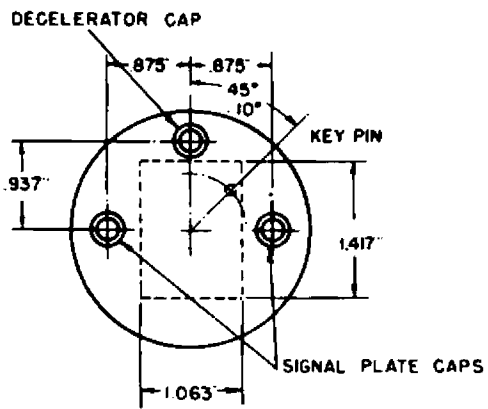 DECELERATOR CAP
.875"
.875"
45°
10°
KEY PIN
.937"
1.417"
SIGNAL PLATE CAPS
1.063"